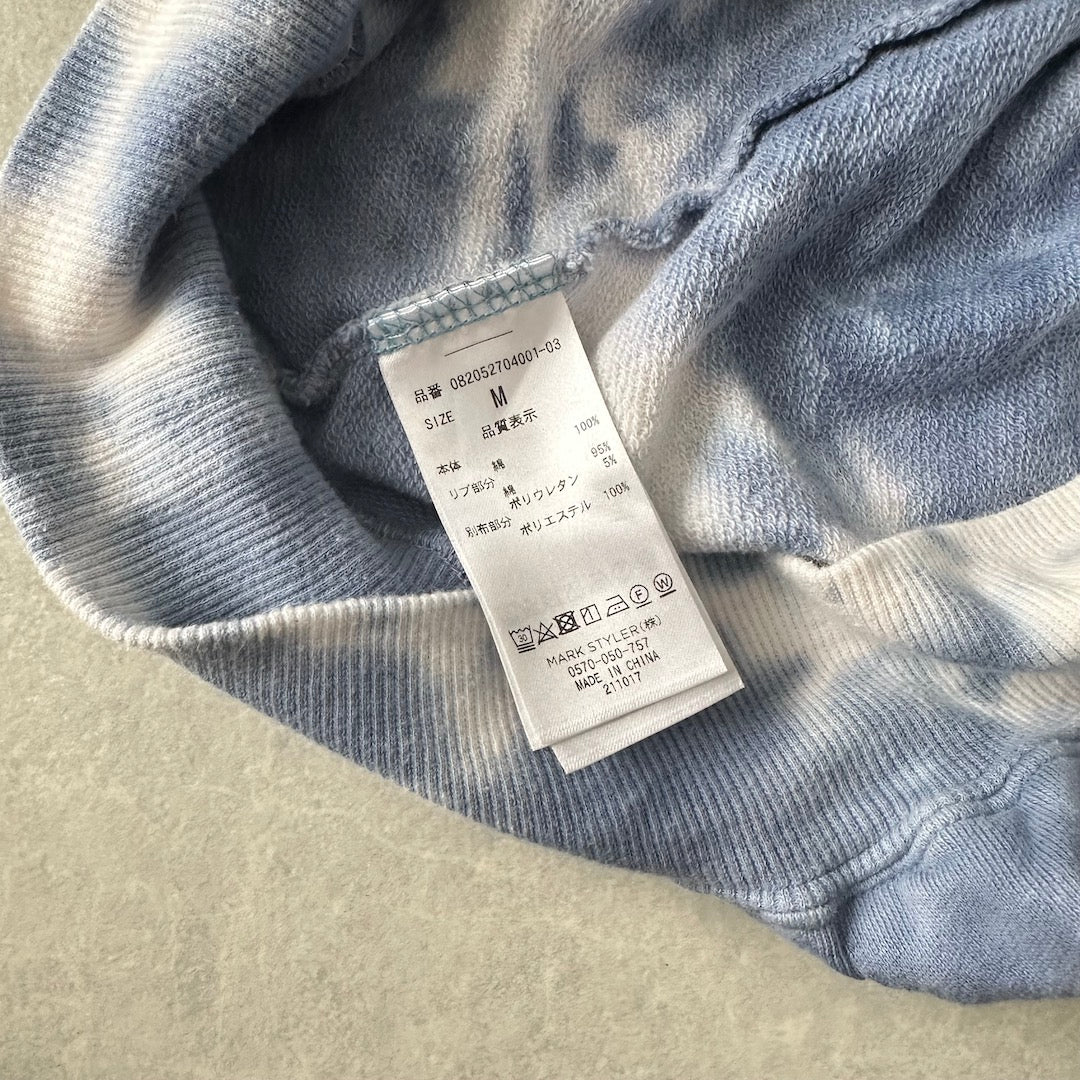 品番 082052704001-03
SIZE M
品質表示
本体 綿 100%
リブ部分 綿 95%
ポリウレタン 5%
別布部分 ポリエステル 100%
30 F W
MARK STYLER(株)
0570-050-757
MADE IN CHINA
211017